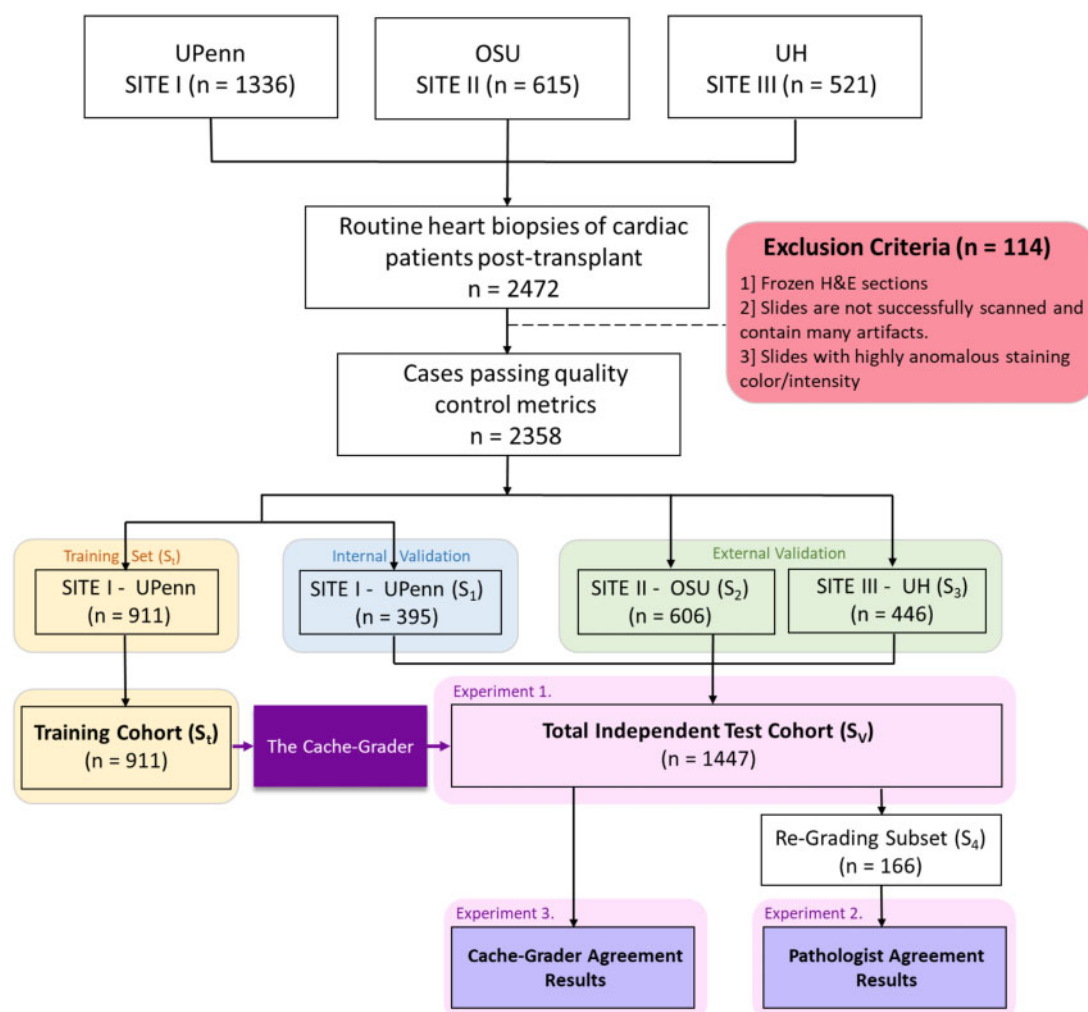 UPenn
SITE I (n = 1336)
OSU
SITE II (n = 615)
UH
SITE III (n = 521)
Routine heart biopsies of cardiac
patients post-transplant
n = 2472
Exclusion Criteria (n = 114)
1] Frozen H&E sections
2] Slides are not successfully scanned and
contain many artifacts.
3] Slides with highly anomalous staining
color/intensity
Cases passing quality
control metrics
n = 2358
Training Set (Sₜ)
SITE I - UPenn
(n = 911)
Internal Validation
SITE I - UPenn (S₁)
(n = 395)
External Validation
SITE II - OSU (S₂)
(n = 606)
SITE III - UH (S₃)
(n = 446)
Training Cohort (Sₜ)
(n = 911)
The Cache-Grader
Experiment 1.
Total Independent Test Cohort (Sᵥ)
(n = 1447)
Re-Grading Subset (S₄)
(n = 166)
Experiment 3.
Cache-Grader Agreement
Results
Experiment 2.
Pathologist Agreement
Results